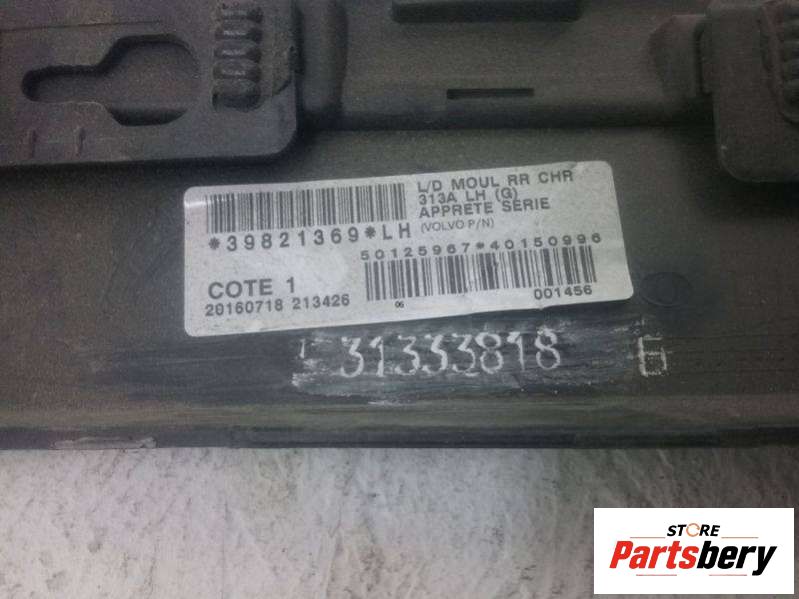 L/D MOUL RR CHR
313A LH (G)
APPRETE SERIE
(VOLVO P/N)
*39821369*LH
50125967*40150996
COTE 1
20160718 213426
06
001456
31333818 6
STORE
Partsbery